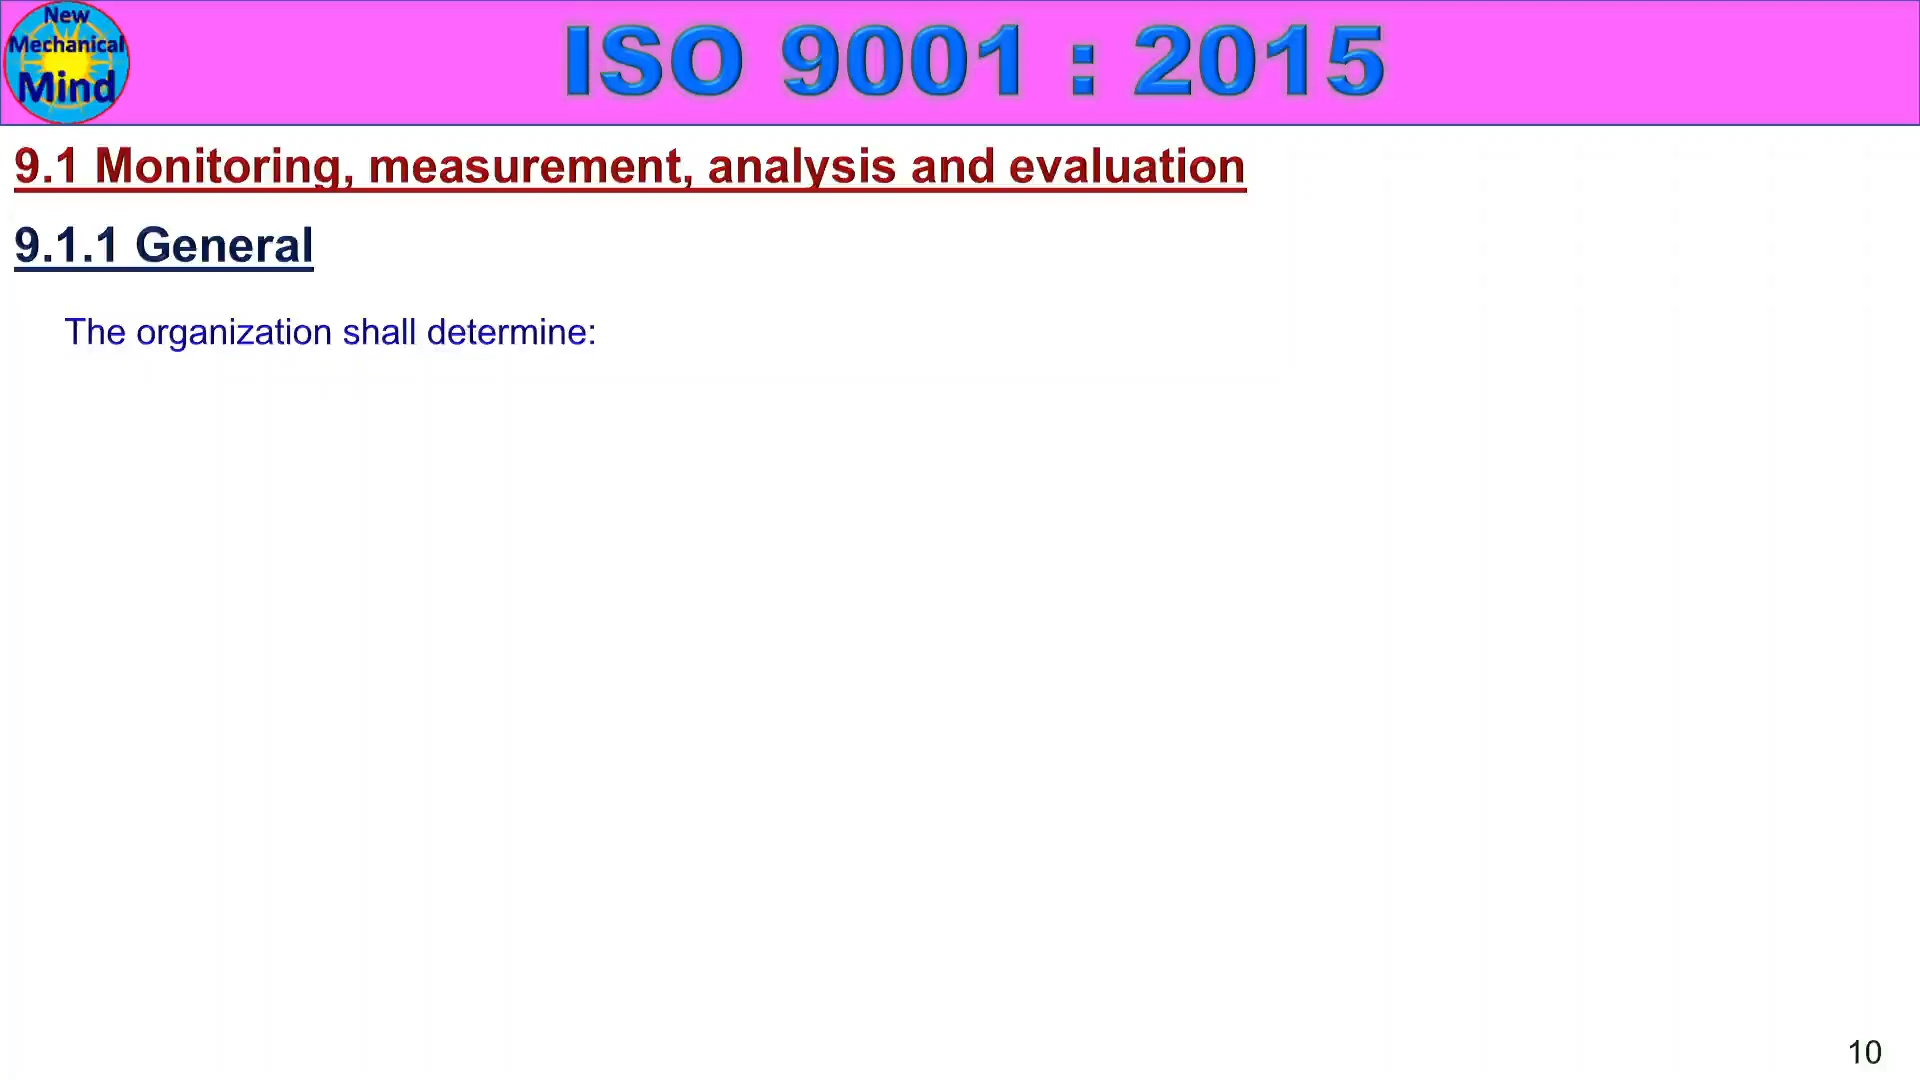 New
Mechanical
Mind
ISO 9001 : 2015
9.1 Monitoring, measurement, analysis and evaluation
9.1.1 General
The organization shall determine:
10